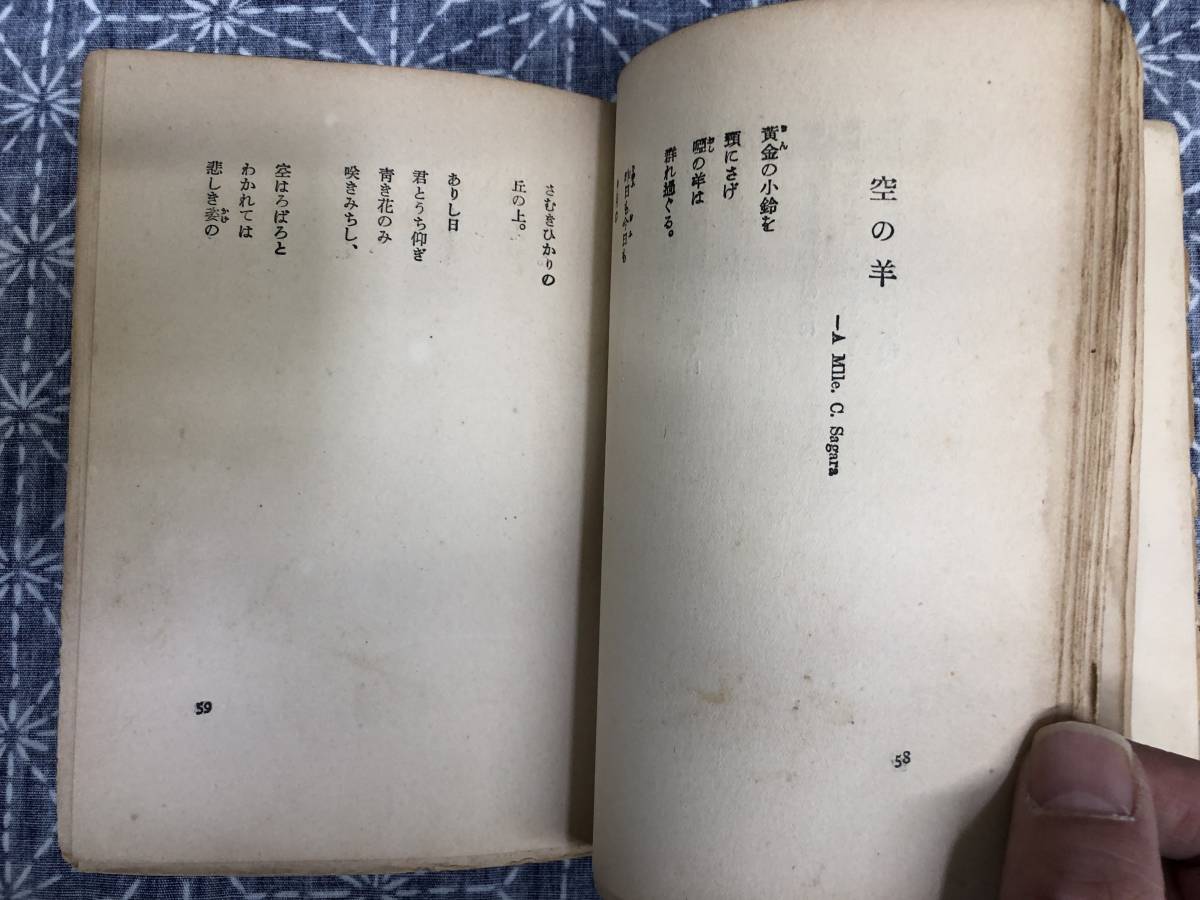 空の羊
—A Mlle. C. Sagara
黄金の小鈴を
頸にさげ
啞の羊は
群れ過ぐる。
58
さむきひかりの
丘の上。
ありし日
君とうち仰ぎ
青き花のみ
咲きみちし、
空はろばろと
わかれては
悲しき姿の
59